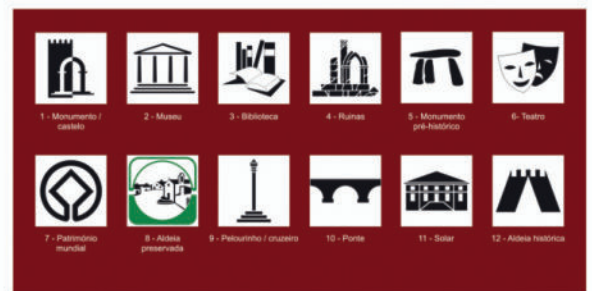 1 - Monumento / castelo
2 - Museu
3 - Biblioteca
4 - Ruinas
5 - Monumento pré-histórico
6- Teatro
7 - Património mundial
8 - Aldeia preservada
9 - Pelourinho / cruzeiro
10 - Ponte
11 - Solar
12 - Aldeia histórica